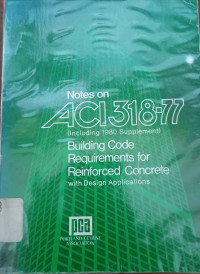 Notes on
ACI 318-77
(Including 1980 Supplement)
Building Code
Requirements for
Reinforced Concrete
with Design Applications
pca
PORTLAND CEMENT
ASSOCIATION